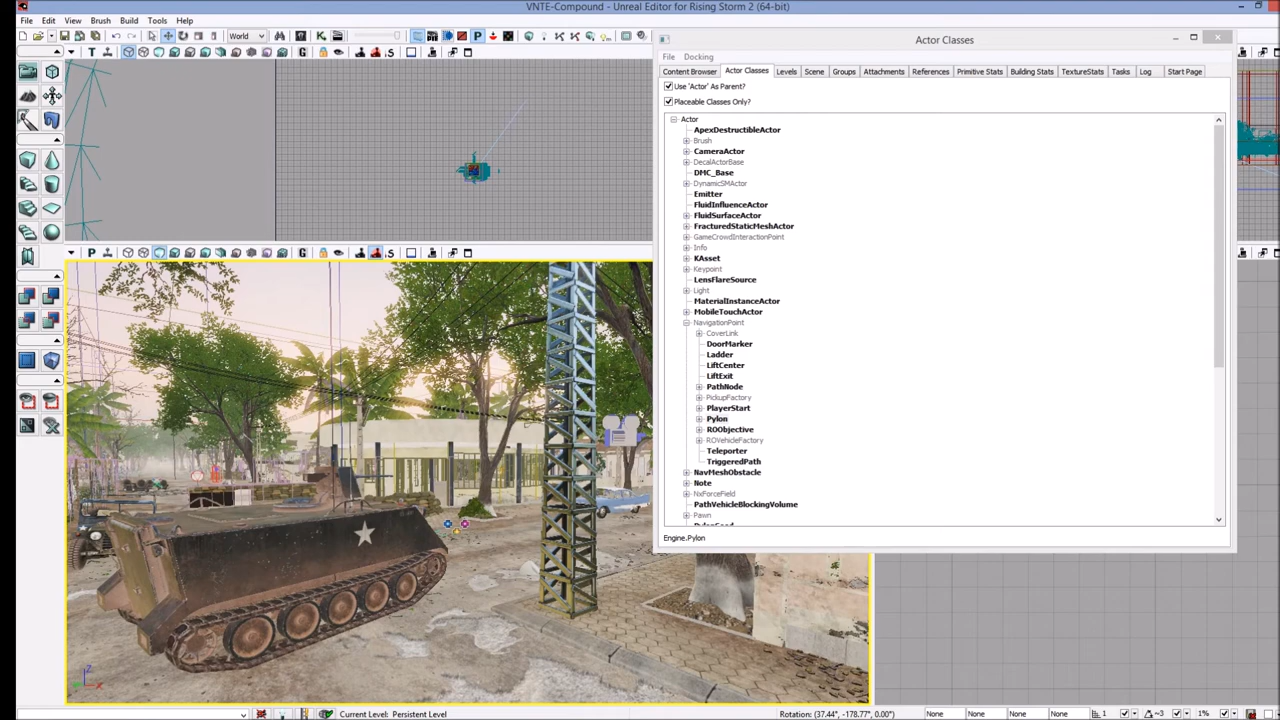 VNTE-Compound - Unreal Editor for Rising Storm 2 (64-bit)
File Edit View Brush Build Tools Help
World
Actor Classes
File Docking
Content Browser Actor Classes Levels Scene Groups Attachments References Primitive Stats Building Stats TextureStats Tasks Log Start Page
Use 'Actor' As Parent?
Placeable Classes Only?
Actor
ApexDestructibleActor
Brush
CameraActor
DecalActorBase
DMC_Base
DynamicSMActor
Emitter
FluidInfluenceActor
FluidSurfaceActor
FracturedStaticMeshActor
GameCrowdInteractionPoint
Info
KAsset
Keypoint
LensFlareSource
Light
MaterialInstanceActor
MobileTouchActor
NavigationPoint
CoverLink
DoorMarker
Ladder
LiftCenter
LiftExit
PathNode
PickupFactory
PlayerStart
Pylon
ROObjective
ROVehicleFactory
Teleporter
TriggeredPath
NavMeshObstacle
Note
NxForceField
PathVehicleBlockingVolume
Pawn
Engine.Pylon
Current Level: Persistent Level
Rotation: (37.44°, -178.77°, 0.00°)
None None None None 1 ~3 1%